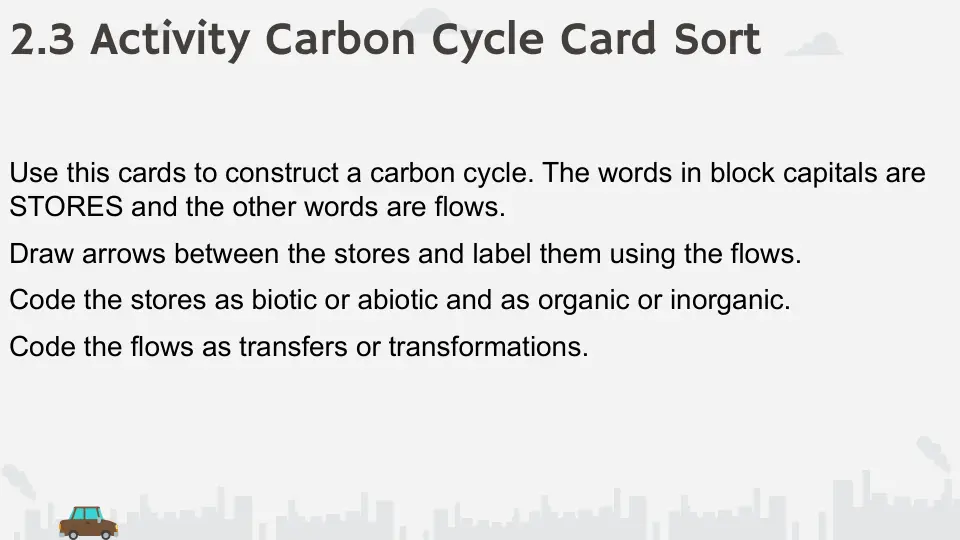 2.3 Activity Carbon Cycle Card Sort
Use this cards to construct a carbon cycle. The words in block capitals are
STORES and the other words are flows.
Draw arrows between the stores and label them using the flows.
Code the stores as biotic or abiotic and as organic or inorganic.
Code the flows as transfers or transformations.